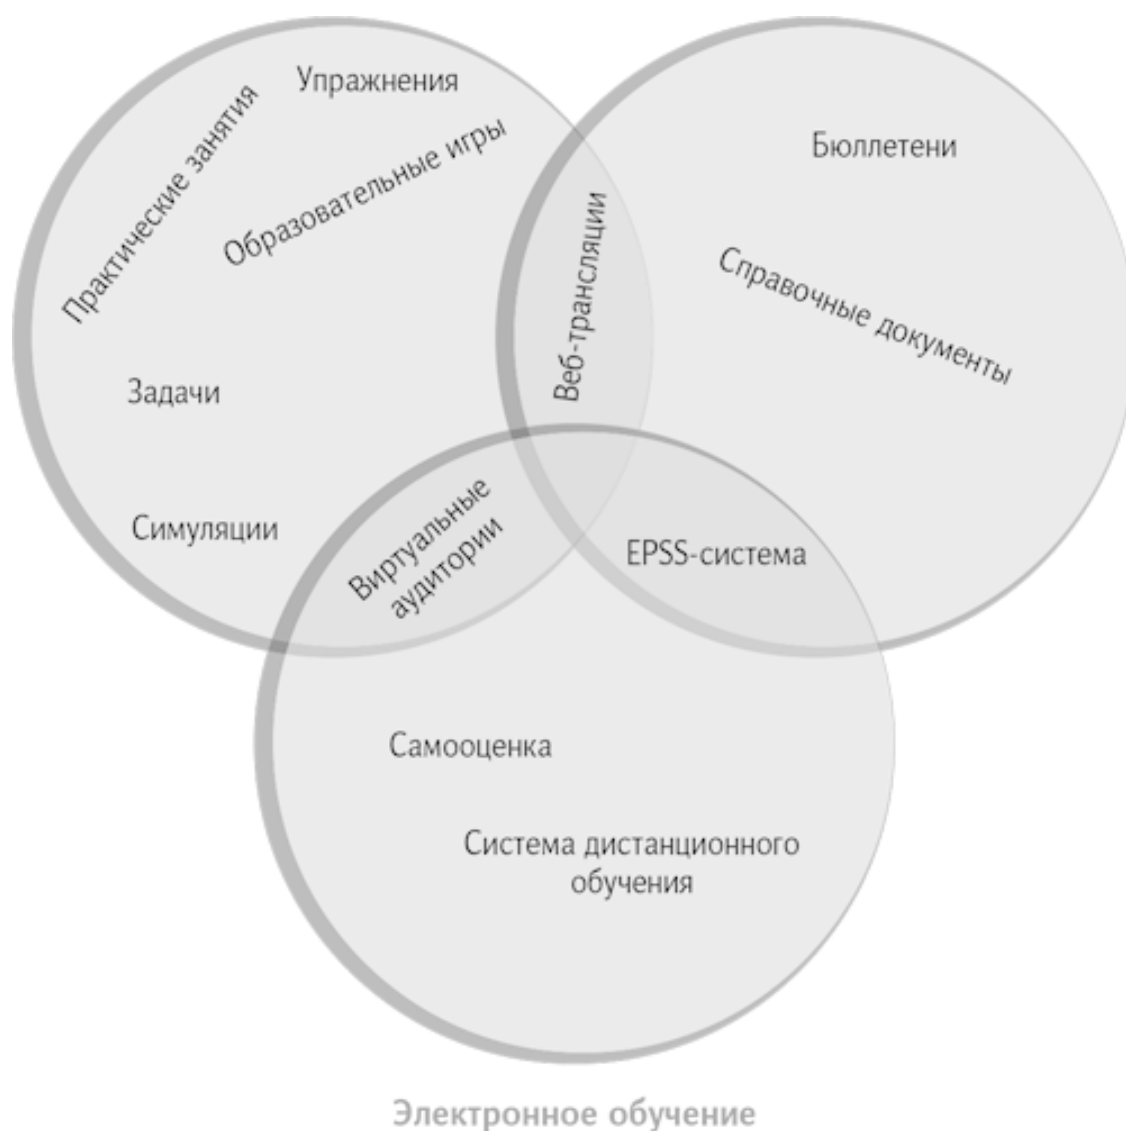 Упражнения
Практические занятия
Образовательные игры
Бюллетени
Веб-трансляции
Справочные документы
Задачи
Симуляции
Виртуальные
аудитории
EPSS-система
Самооценка
Система дистанционного
обучения
Электронное обучение